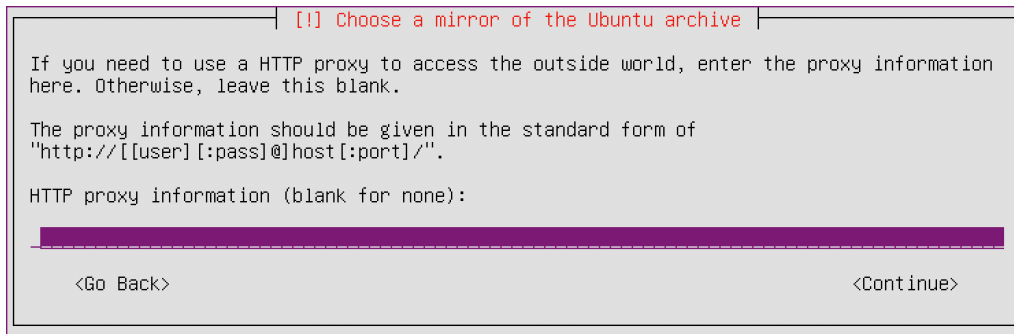 [!] Choose a mirror of the Ubuntu archive
If you need to use a HTTP proxy to access the outside world, enter the proxy information
here. Otherwise, leave this blank.
The proxy information should be given in the standard form of
"http://[[user][:pass]@]host[:port]/".
HTTP proxy information (blank for none):
<Go Back> <Continue>